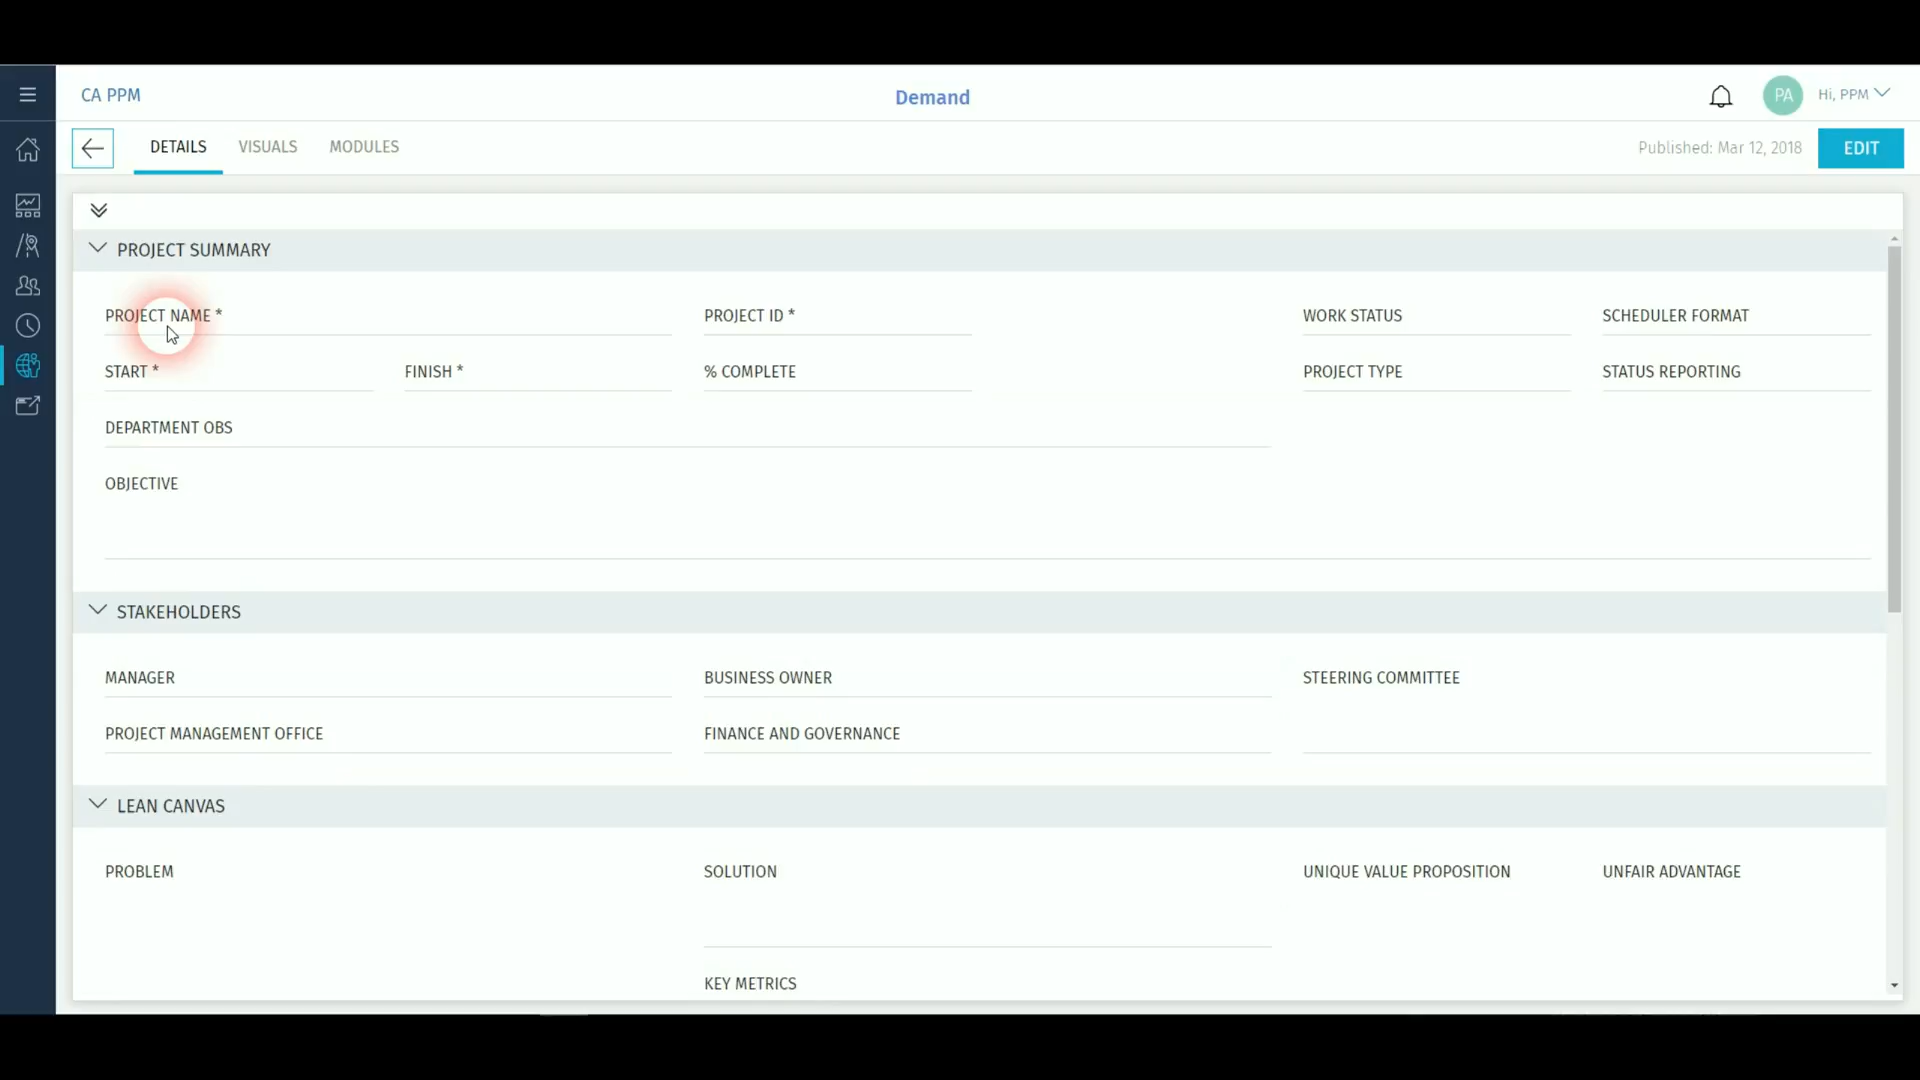 CA PPM
Demand
PA
Hi, PPM
DETAILS
VISUALS
MODULES
Published: Mar 12, 2018
EDIT
PROJECT SUMMARY
PROJECT NAME *
PROJECT ID *
WORK STATUS
SCHEDULER FORMAT
START *
FINISH *
% COMPLETE
PROJECT TYPE
STATUS REPORTING
DEPARTMENT OBS
OBJECTIVE
STAKEHOLDERS
MANAGER
BUSINESS OWNER
STEERING COMMITTEE
PROJECT MANAGEMENT OFFICE
FINANCE AND GOVERNANCE
LEAN CANVAS
PROBLEM
SOLUTION
UNIQUE VALUE PROPOSITION
UNFAIR ADVANTAGE
KEY METRICS